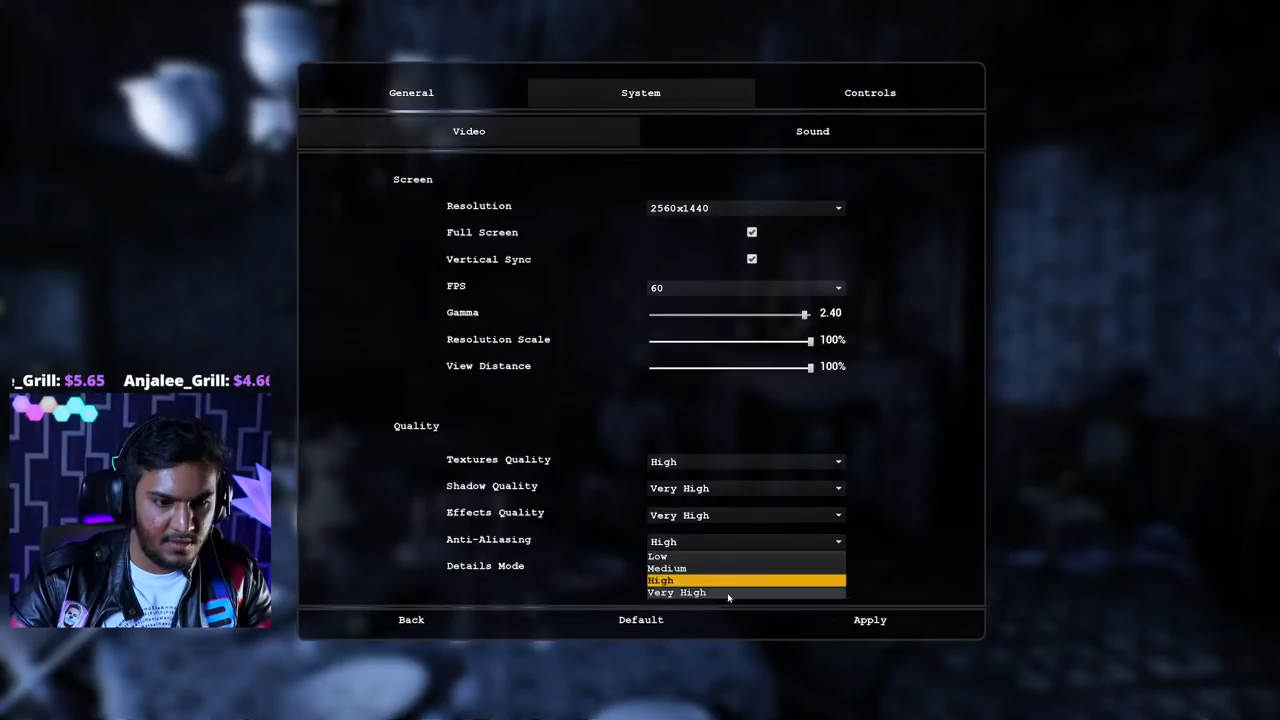 General
System
Controls
Video
Sound
Screen
Resolution
2560x1440
Full Screen
Vertical Sync
FPS
60
Gamma
2.40
Resolution Scale
100%
View Distance
100%
e_Grill: $5.65 Anjalee_Grill: $4.66
Quality
Textures Quality
High
Shadow Quality
Very High
Effects Quality
Very High
Anti-Aliasing
High
Low
Medium
High
Very High
Details Mode
Back
Default
Apply